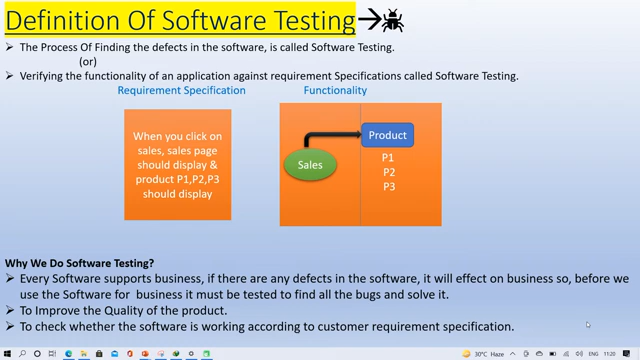 Definition Of Software Testing
The Process Of Finding the defects in the software, is called Software Testing.
(or)
Verifying the functionality of an application against requirement Specifications called Software Testing.
Requirement Specification
Functionality
When you click on
sales, sales page
should display &
product P1,P2,P3
should display
Product
Sales
P1
P2
P3
Why We Do Software Testing?
Every Software supports business, if there are any defects in the software, it will effect on business so, before we
use the Software for business it must be tested to find all the bugs and solve it.
To Improve the Quality of the product.
To check whether the software is working according to customer requirement specification.
30°C Haze
ENG
11:20